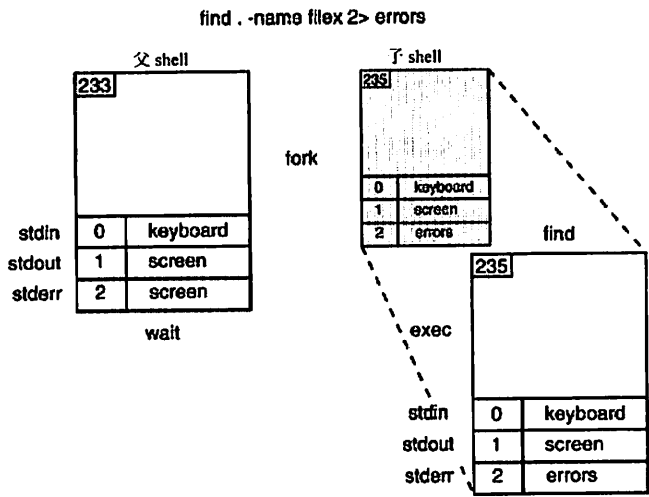 find . -name filex 2> errors
父 shell
子 shell
233
235
fork
0 keyboard
1 screen
2 errors
stdin 0 keyboard
stdout 1 screen
stderr 2 screen
wait
find
235
exec
stdin 0 keyboard
stdout 1 screen
stderr 2 errors